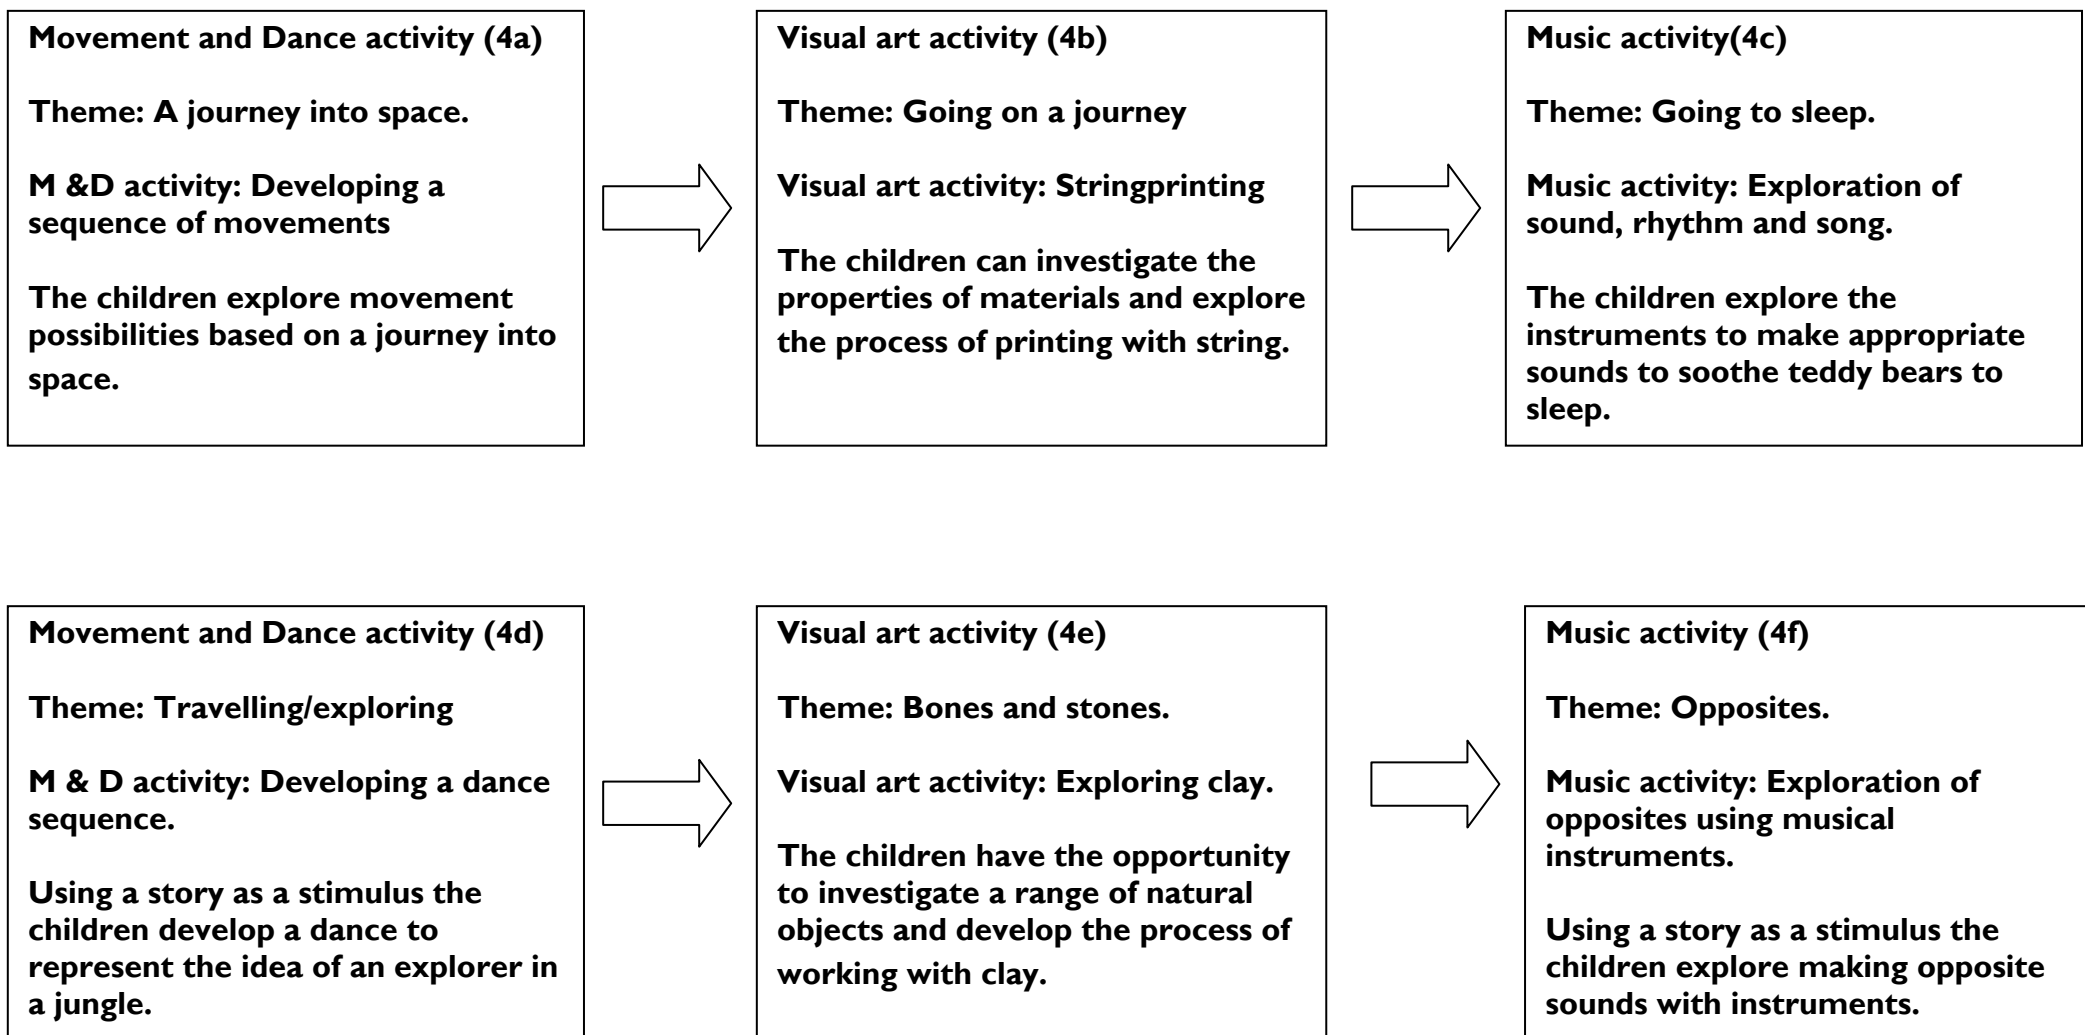 Movement and Dance activity (4a)
Theme: A journey into space.
M &D activity: Developing a
sequence of movements
The children explore movement
possibilities based on a journey into
space.
Visual art activity (4b)
Theme: Going on a journey
Visual art activity: Stringprinting
The children can investigate the
properties of materials and explore
the process of printing with string.
Music activity(4c)
Theme: Going to sleep.
Music activity: Exploration of
sound, rhythm and song.
The children explore the
instruments to make appropriate
sounds to soothe teddy bears to
sleep.
Movement and Dance activity (4d)
Theme: Travelling/exploring
M & D activity: Developing a dance
sequence.
Using a story as a stimulus the
children develop a dance to
represent the idea of an explorer in
a jungle.
Visual art activity (4e)
Theme: Bones and stones.
Visual art activity: Exploring clay.
The children have the opportunity
to investigate a range of natural
objects and develop the process of
working with clay.
Music activity (4f)
Theme: Opposites.
Music activity: Exploration of
opposites using musical
instruments.
Using a story as a stimulus the
children explore making opposite
sounds with instruments.